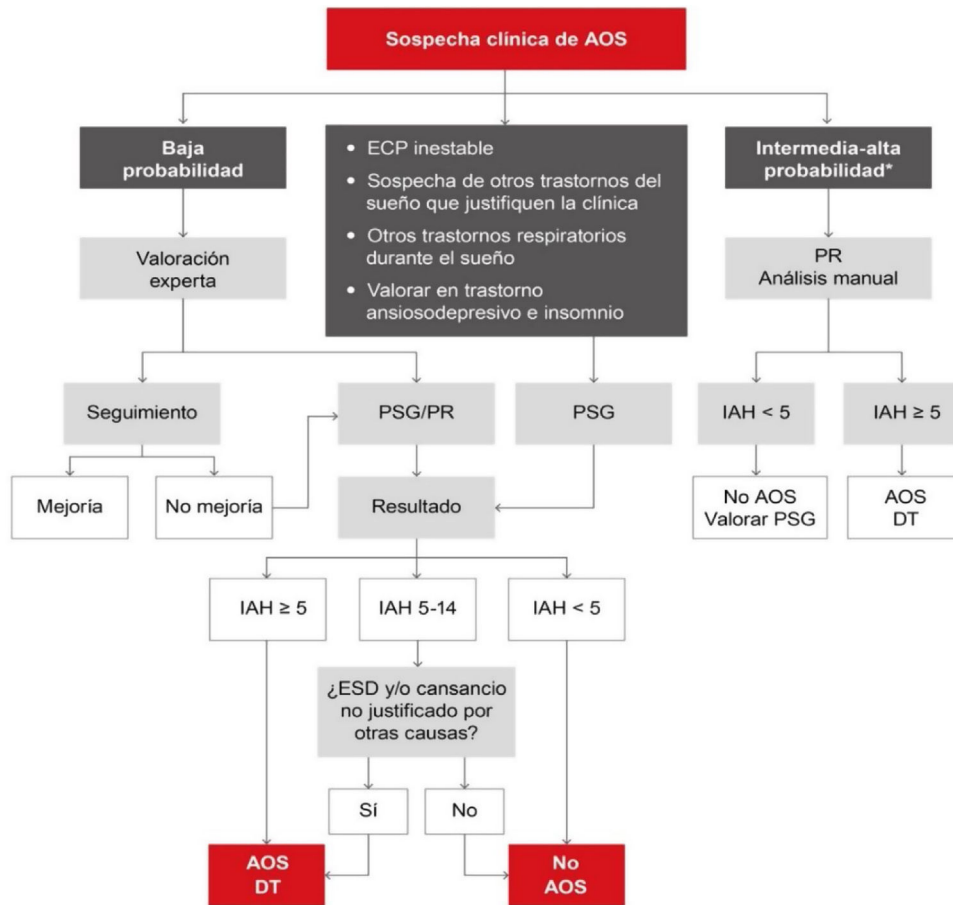 Sospecha clínica de AOS
Baja
probabilidad
• ECP inestable
• Sospecha de otros trastornos del
sueño que justifiquen la clínica
• Otros trastornos respiratorios
durante el sueño
• Valorar en trastorno
ansiosodepresivo e insomnio
Intermedia-alta
probabilidad*
Valoración
experta
PR
Análisis manual
Seguimiento
PSG/PR
PSG
IAH < 5
IAH ≥ 5
Mejoría
No mejoría
Resultado
No AOS
Valorar PSG
AOS
DT
IAH ≥ 5
IAH 5-14
IAH < 5
¿ESD y/o cansancio
no justificado por
otras causas?
Sí
No
AOS
DT
No
AOS